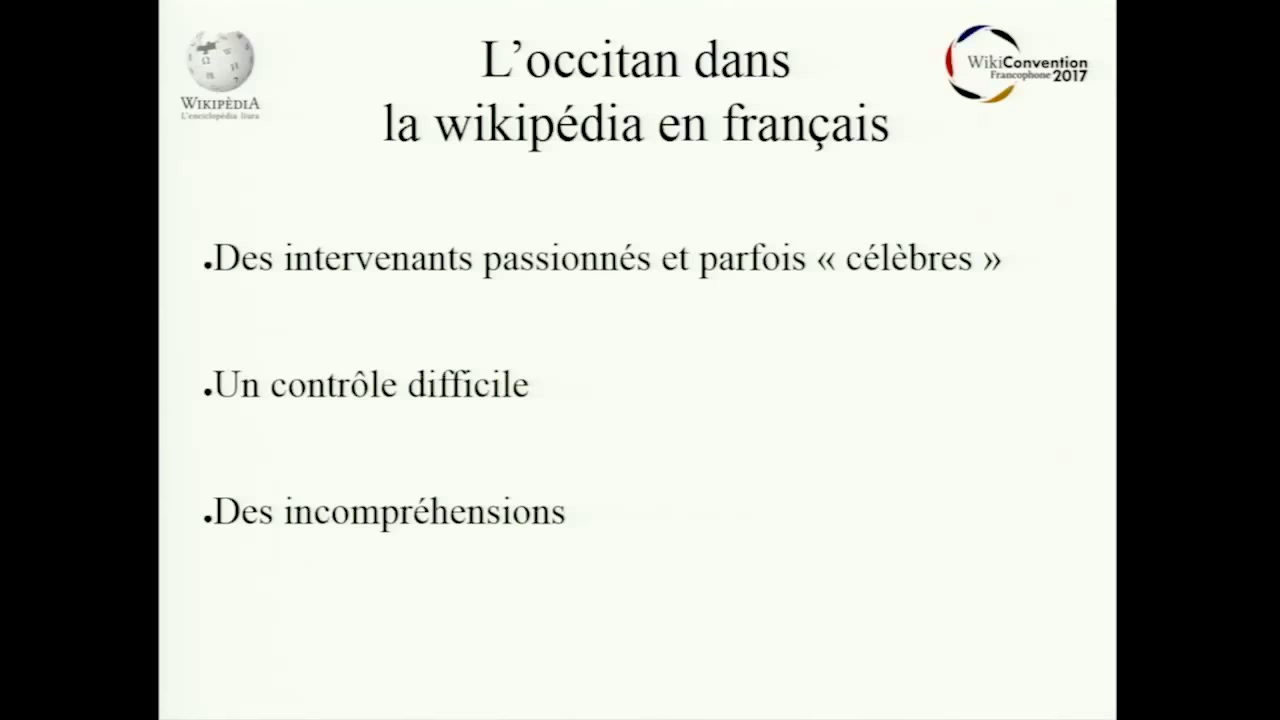 WIKIPÈDIA
L'enciclopèdia liura
L'occitan dans
la wikipédia en français
WikiConvention
Francophone 2017
.Des intervenants passionnés et parfois « célèbres »
.Un contrôle difficile
.Des incompréhensions